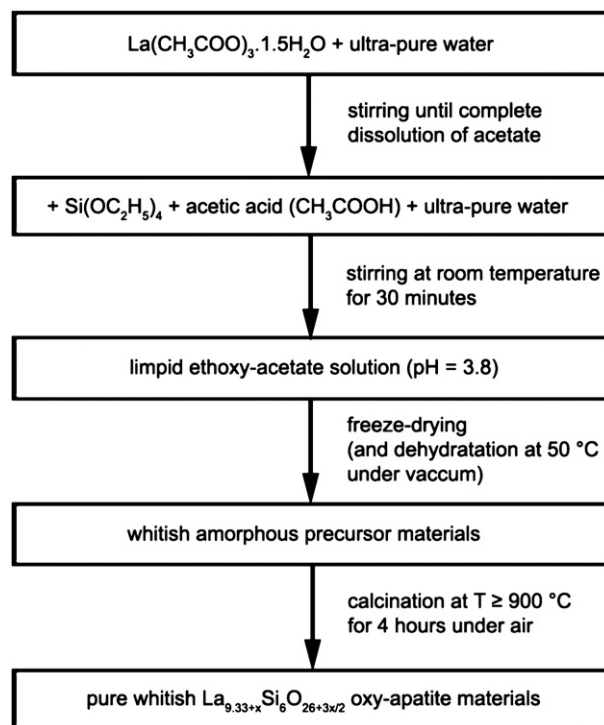 La(CH₃COO)₃.1.5H₂O + ultra-pure water
stirring until complete
dissolution of acetate
+ Si(OC₂H₅)₄ + acetic acid (CH₃COOH) + ultra-pure water
stirring at room temperature
for 30 minutes
limpid ethoxy-acetate solution (pH = 3.8)
freeze-drying
(and dehydratation at 50 °C
under vaccum)
whitish amorphous precursor materials
calcination at T ≥ 900 °C
for 4 hours under air
pure whitish La₉.₃₃₊ₓSi₆O₂₆₊₃ₓ/₂ oxy-apatite materials